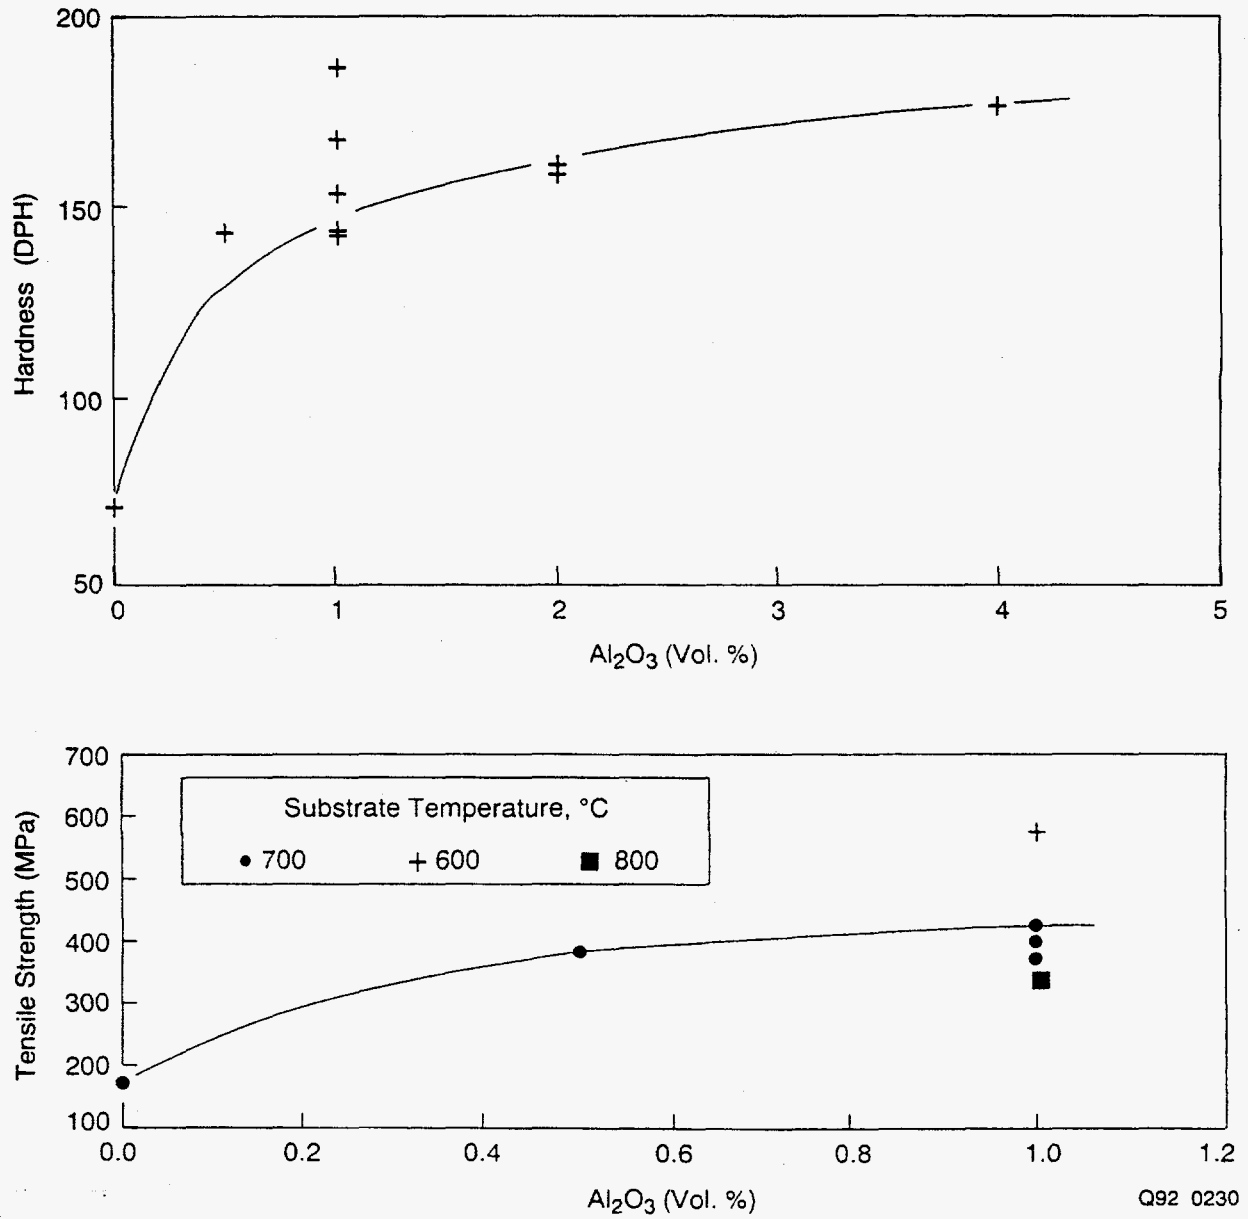 200
150
100
50
Hardness (DPH)
0 1 2 3 4 5
Al₂O₃ (Vol. %)
700
600
500
400
300
200
100
Tensile Strength (MPa)
Substrate Temperature, °C
700 600 800
0.0 0.2 0.4 0.6 0.8 1.0 1.2
Al₂O₃ (Vol. %)
Q92 0230